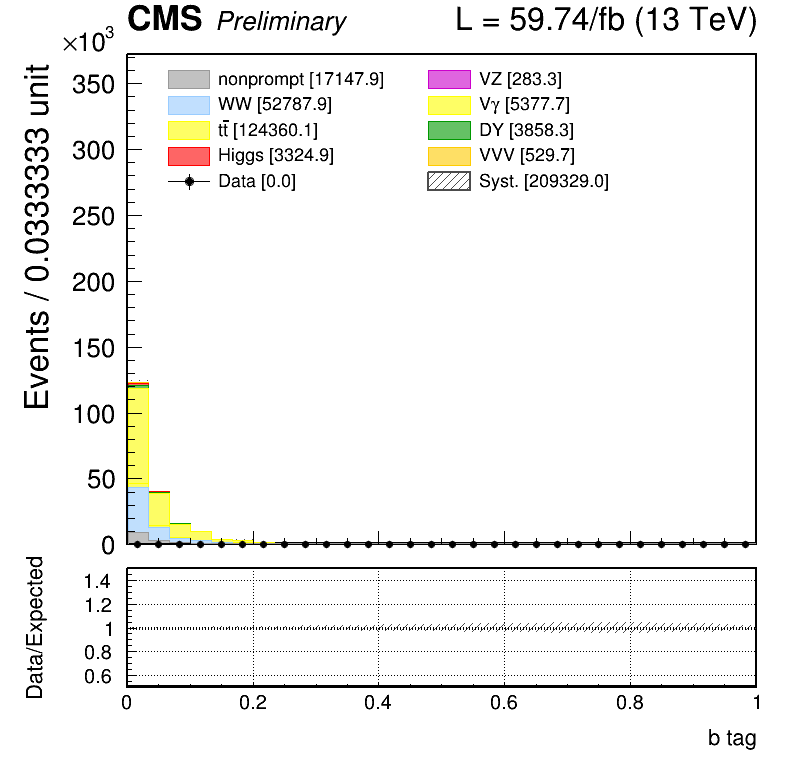 CMS Preliminary L = 59.74/fb (13 TeV)
×10³
Events / 0.0333333 unit
350
300
250
200
150
100
50
0
nonprompt [17147.9]
WW [52787.9]
tt̄ [124360.1]
Higgs [3324.9]
Data [0.0]
VZ [283.3]
Vγ [5377.7]
DY [3858.3]
VVV [529.7]
Syst. [209329.0]
Data/Expected
1.4
1.2
1
0.8
0.6
0 0.2 0.4 0.6 0.8 1
b tag